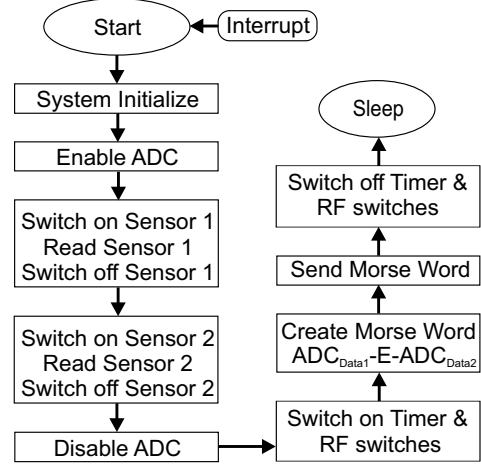 Start
Interrupt
System Initialize
Enable ADC
Switch on Sensor 1
Read Sensor 1
Switch off Sensor 1
Switch on Sensor 2
Read Sensor 2
Switch off Sensor 2
Disable ADC
Switch on Timer &
RF switches
Create Morse Word
ADC_Data1-E-ADC_Data2
Send Morse Word
Switch off Timer &
RF switches
Sleep